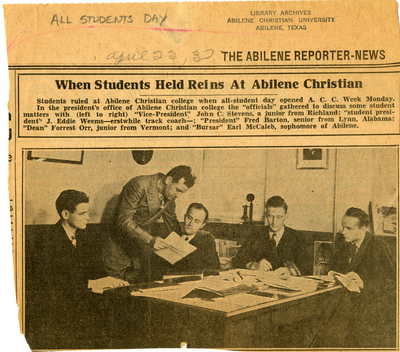 ALL STUDENTS DAY
LIBRARY ARCHIVES
ABILENE CHRISTIAN UNIVERSITY
ABILENE, TEXAS
april 23, 37
THE ABILENE REPORTER-NEWS
When Students Held Reins At Abilene Christian
Students ruled at Abilene Christian college when all-student day opened A. C. C. Week Monday.
In the president's office of Abilene Christian college the "officials" gathered to discuss some student
matters with (left to right) "Vice-President" John C. Stevens, a junior from Richland; "student presi-
dent" J. Eddie Weems—erstwhile track coach—; "President" Fred Barton, senior from Lynn, Alabama;
"Dean" Forrest Orr, junior from Vermont; and "Bursar" Earl McCaleb, sophomore of Abilene.